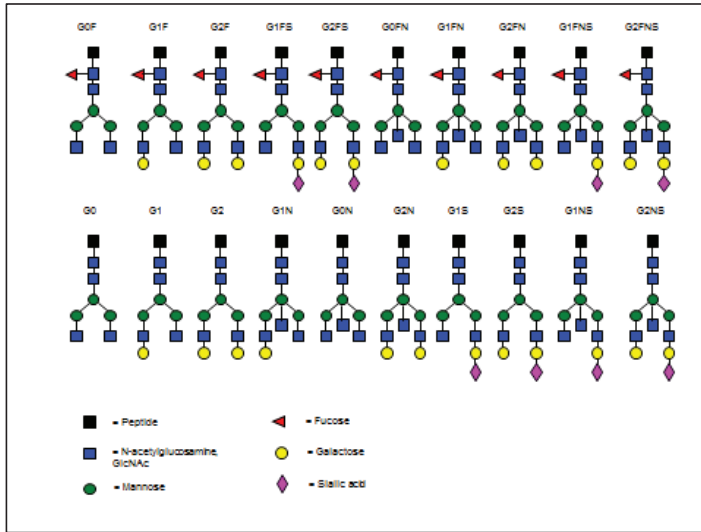 G0F G1F G2F G1FS G2FS G0FN G1FN G2FN G1FNS G2FNS
G0 G1 G2 G1N G0N G2N G1S G2S G1NS G2NS
= Peptide
= Fucose
= N-acetylglucosamine,
GlcNAc
= Galactose
= Mannose
= Sialic acid